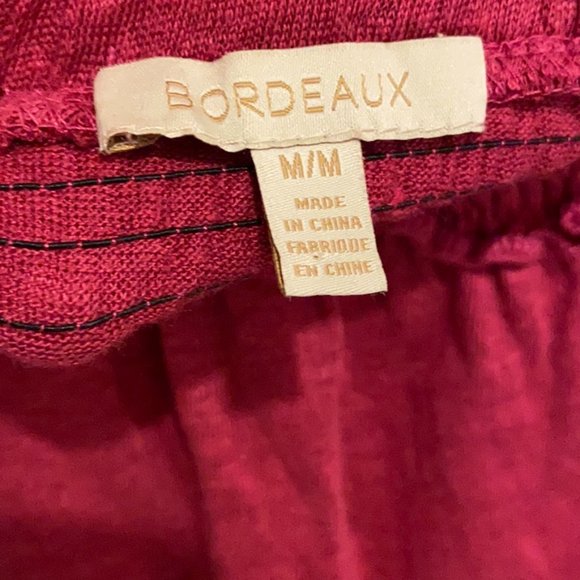 BORDEAUX
M/M
MADE
IN CHINA
FABRIQUE
EN CHINE